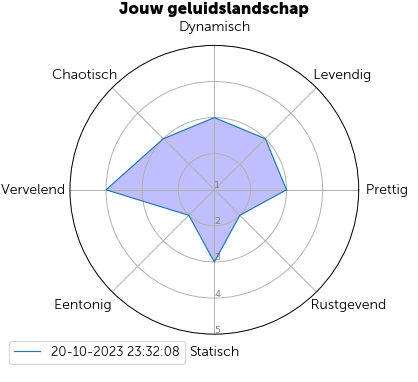 Jouw geluidslandschap
Dynamisch
Chaotisch
Levendig
Vervelend
1
Prettig
2
3
Eentonig
4
Rustgevend
5
20-10-2023 23:32:08
Statisch